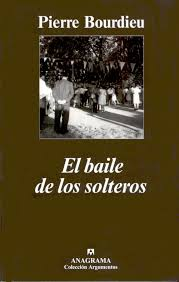 Pierre Bourdieu
El baile
de los solteros
ANAGRAMA
Colección Argumentos